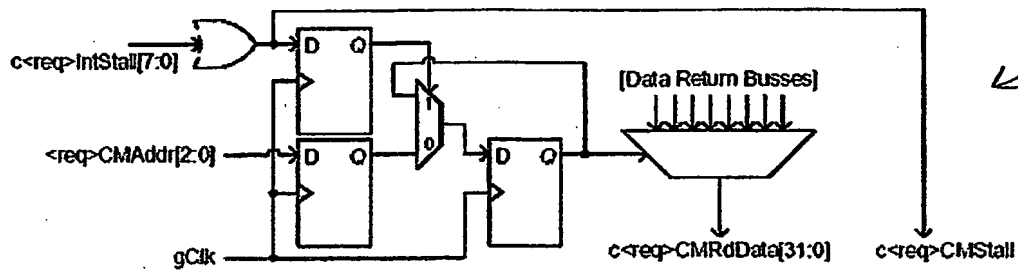 c<req>IntStall[7:0]
D Q
1
0
[Data Return Busses]
<req>CMAddr[2:0]
D Q
D Q
gClk
c<req>CMRdData[31:0]
c<req>CMStall